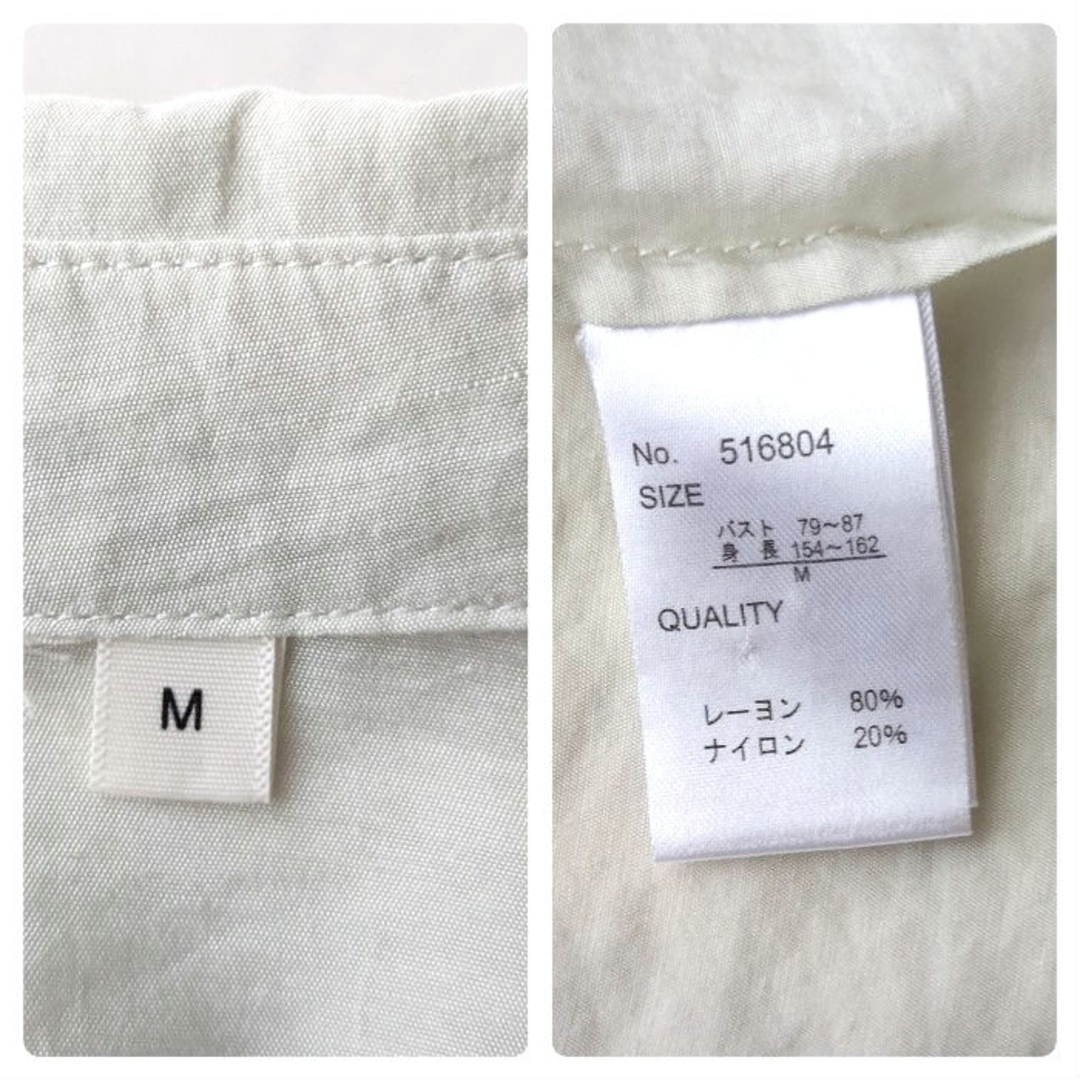 M
No. 516804
SIZE
バスト 79～87
身 長 154～162
M
QUALITY
レーヨン 80%
ナイロン 20%